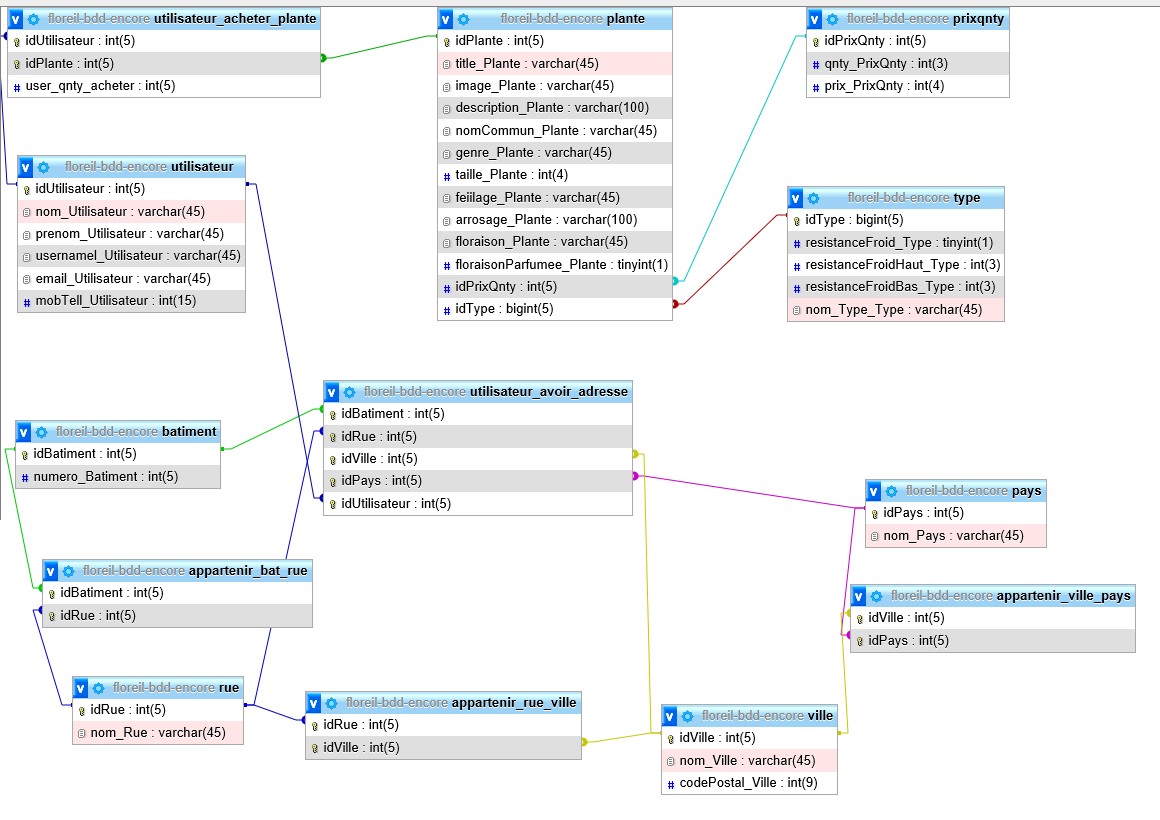 v floreil-bdd-encore utilisateur_acheter_plante
idUtilisateur : int(5)
idPlante : int(5)
# user_qnty_acheter : int(5)
v floreil-bdd-encore plante
idPlante : int(5)
title_Plante : varchar(45)
image_Plante : varchar(45)
description_Plante : varchar(100)
nomCommun_Plante : varchar(45)
genre_Plante : varchar(45)
# taille_Plante : int(4)
feiilage_Plante : varchar(45)
arrosage_Plante : varchar(100)
floraison_Plante : varchar(45)
# floraisonParfumee_Plante : tinyint(1)
# idPrixQnty : int(5)
# idType : bigint(5)
v floreil-bdd-encore prixqnty
idPrixQnty : int(5)
# qnty_PrixQnty : int(3)
# prix_PrixQnty : int(4)
v floreil-bdd-encore utilisateur
idUtilisateur : int(5)
nom_Utilisateur : varchar(45)
prenom_Utilisateur : varchar(45)
usernamel_Utilisateur : varchar(45)
email_Utilisateur : varchar(45)
# mobTell_Utilisateur : int(15)
v floreil-bdd-encore type
idType : bigint(5)
# resistanceFroid_Type : tinyint(1)
# resistanceFroidHaut_Type : int(3)
# resistanceFroidBas_Type : int(3)
nom_Type_Type : varchar(45)
v floreil-bdd-encore utilisateur_avoir_adresse
idBatiment : int(5)
idRue : int(5)
idVille : int(5)
idPays : int(5)
idUtilisateur : int(5)
v floreil-bdd-encore batiment
idBatiment : int(5)
# numero_Batiment : int(5)
v floreil-bdd-encore pays
idPays : int(5)
nom_Pays : varchar(45)
v floreil-bdd-encore appartenir_bat_rue
idBatiment : int(5)
idRue : int(5)
v floreil-bdd-encore appartenir_ville_pays
idVille : int(5)
idPays : int(5)
v floreil-bdd-encore rue
idRue : int(5)
nom_Rue : varchar(45)
v floreil-bdd-encore appartenir_rue_ville
idRue : int(5)
idVille : int(5)
v floreil-bdd-encore ville
idVille : int(5)
nom_Ville : varchar(45)
# codePostal_Ville : int(9)